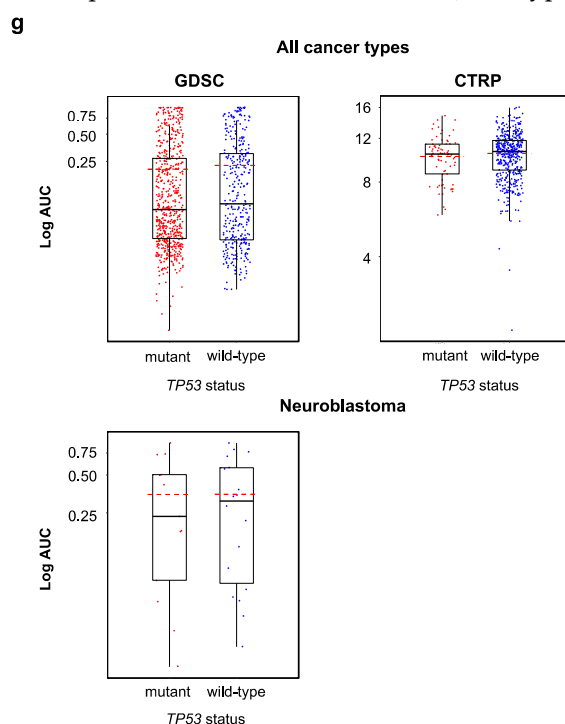 g
All cancer types
GDSC
CTRP
0.75
0.50
0.25
Log AUC
mutant
wild-type
TP53 status
16
12
8
4
mutant
wild-type
TP53 status
Neuroblastoma
0.75
0.50
0.25
Log AUC
mutant
wild-type
TP53 status